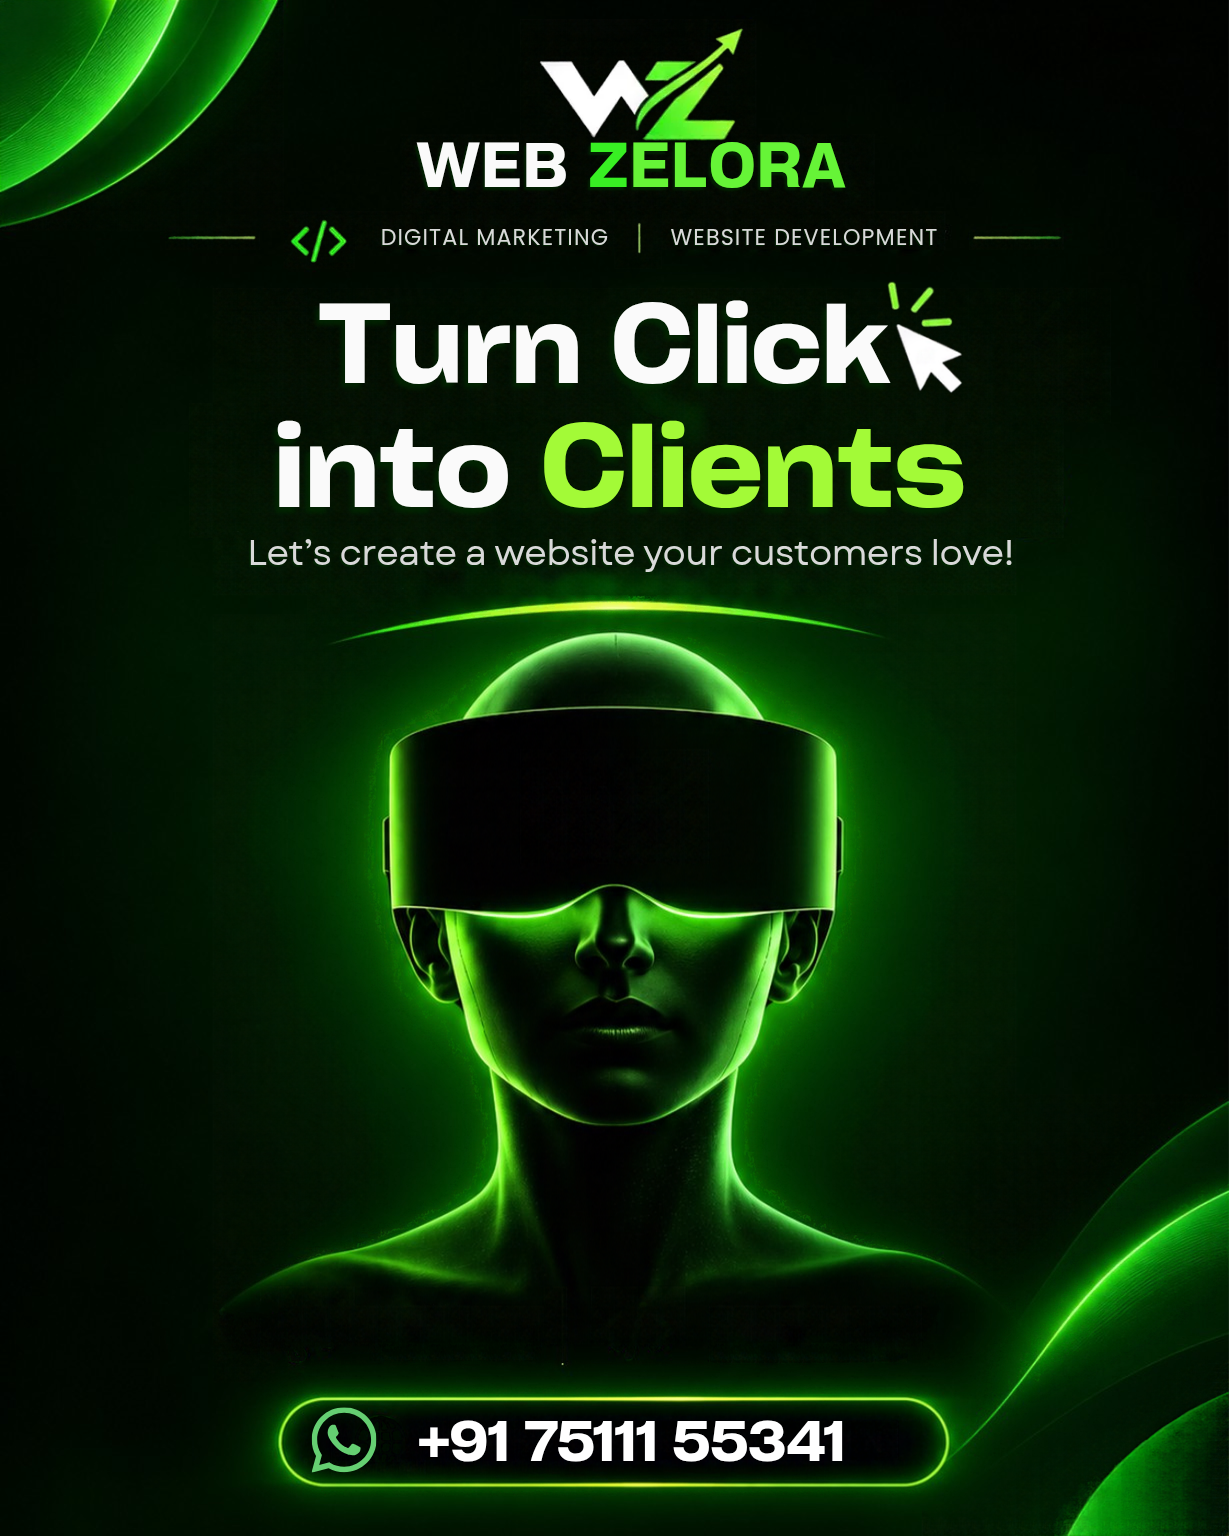 WZ
WEB ZELORA
</> DIGITAL MARKETING | WEBSITE DEVELOPMENT
Turn Click
into Clients
Let’s create a website your customers love!
+91 75111 55341